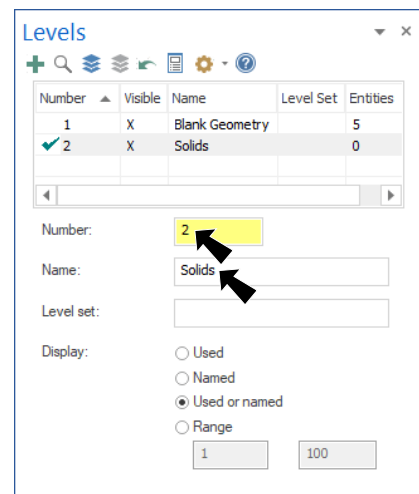 Levels
Number Visible Name Level Set Entities
1 X Blank Geometry 5
2 X Solids 0
Number: 2
Name: Solids
Level set:
Display: Used
Named
Used or named
Range
1 100